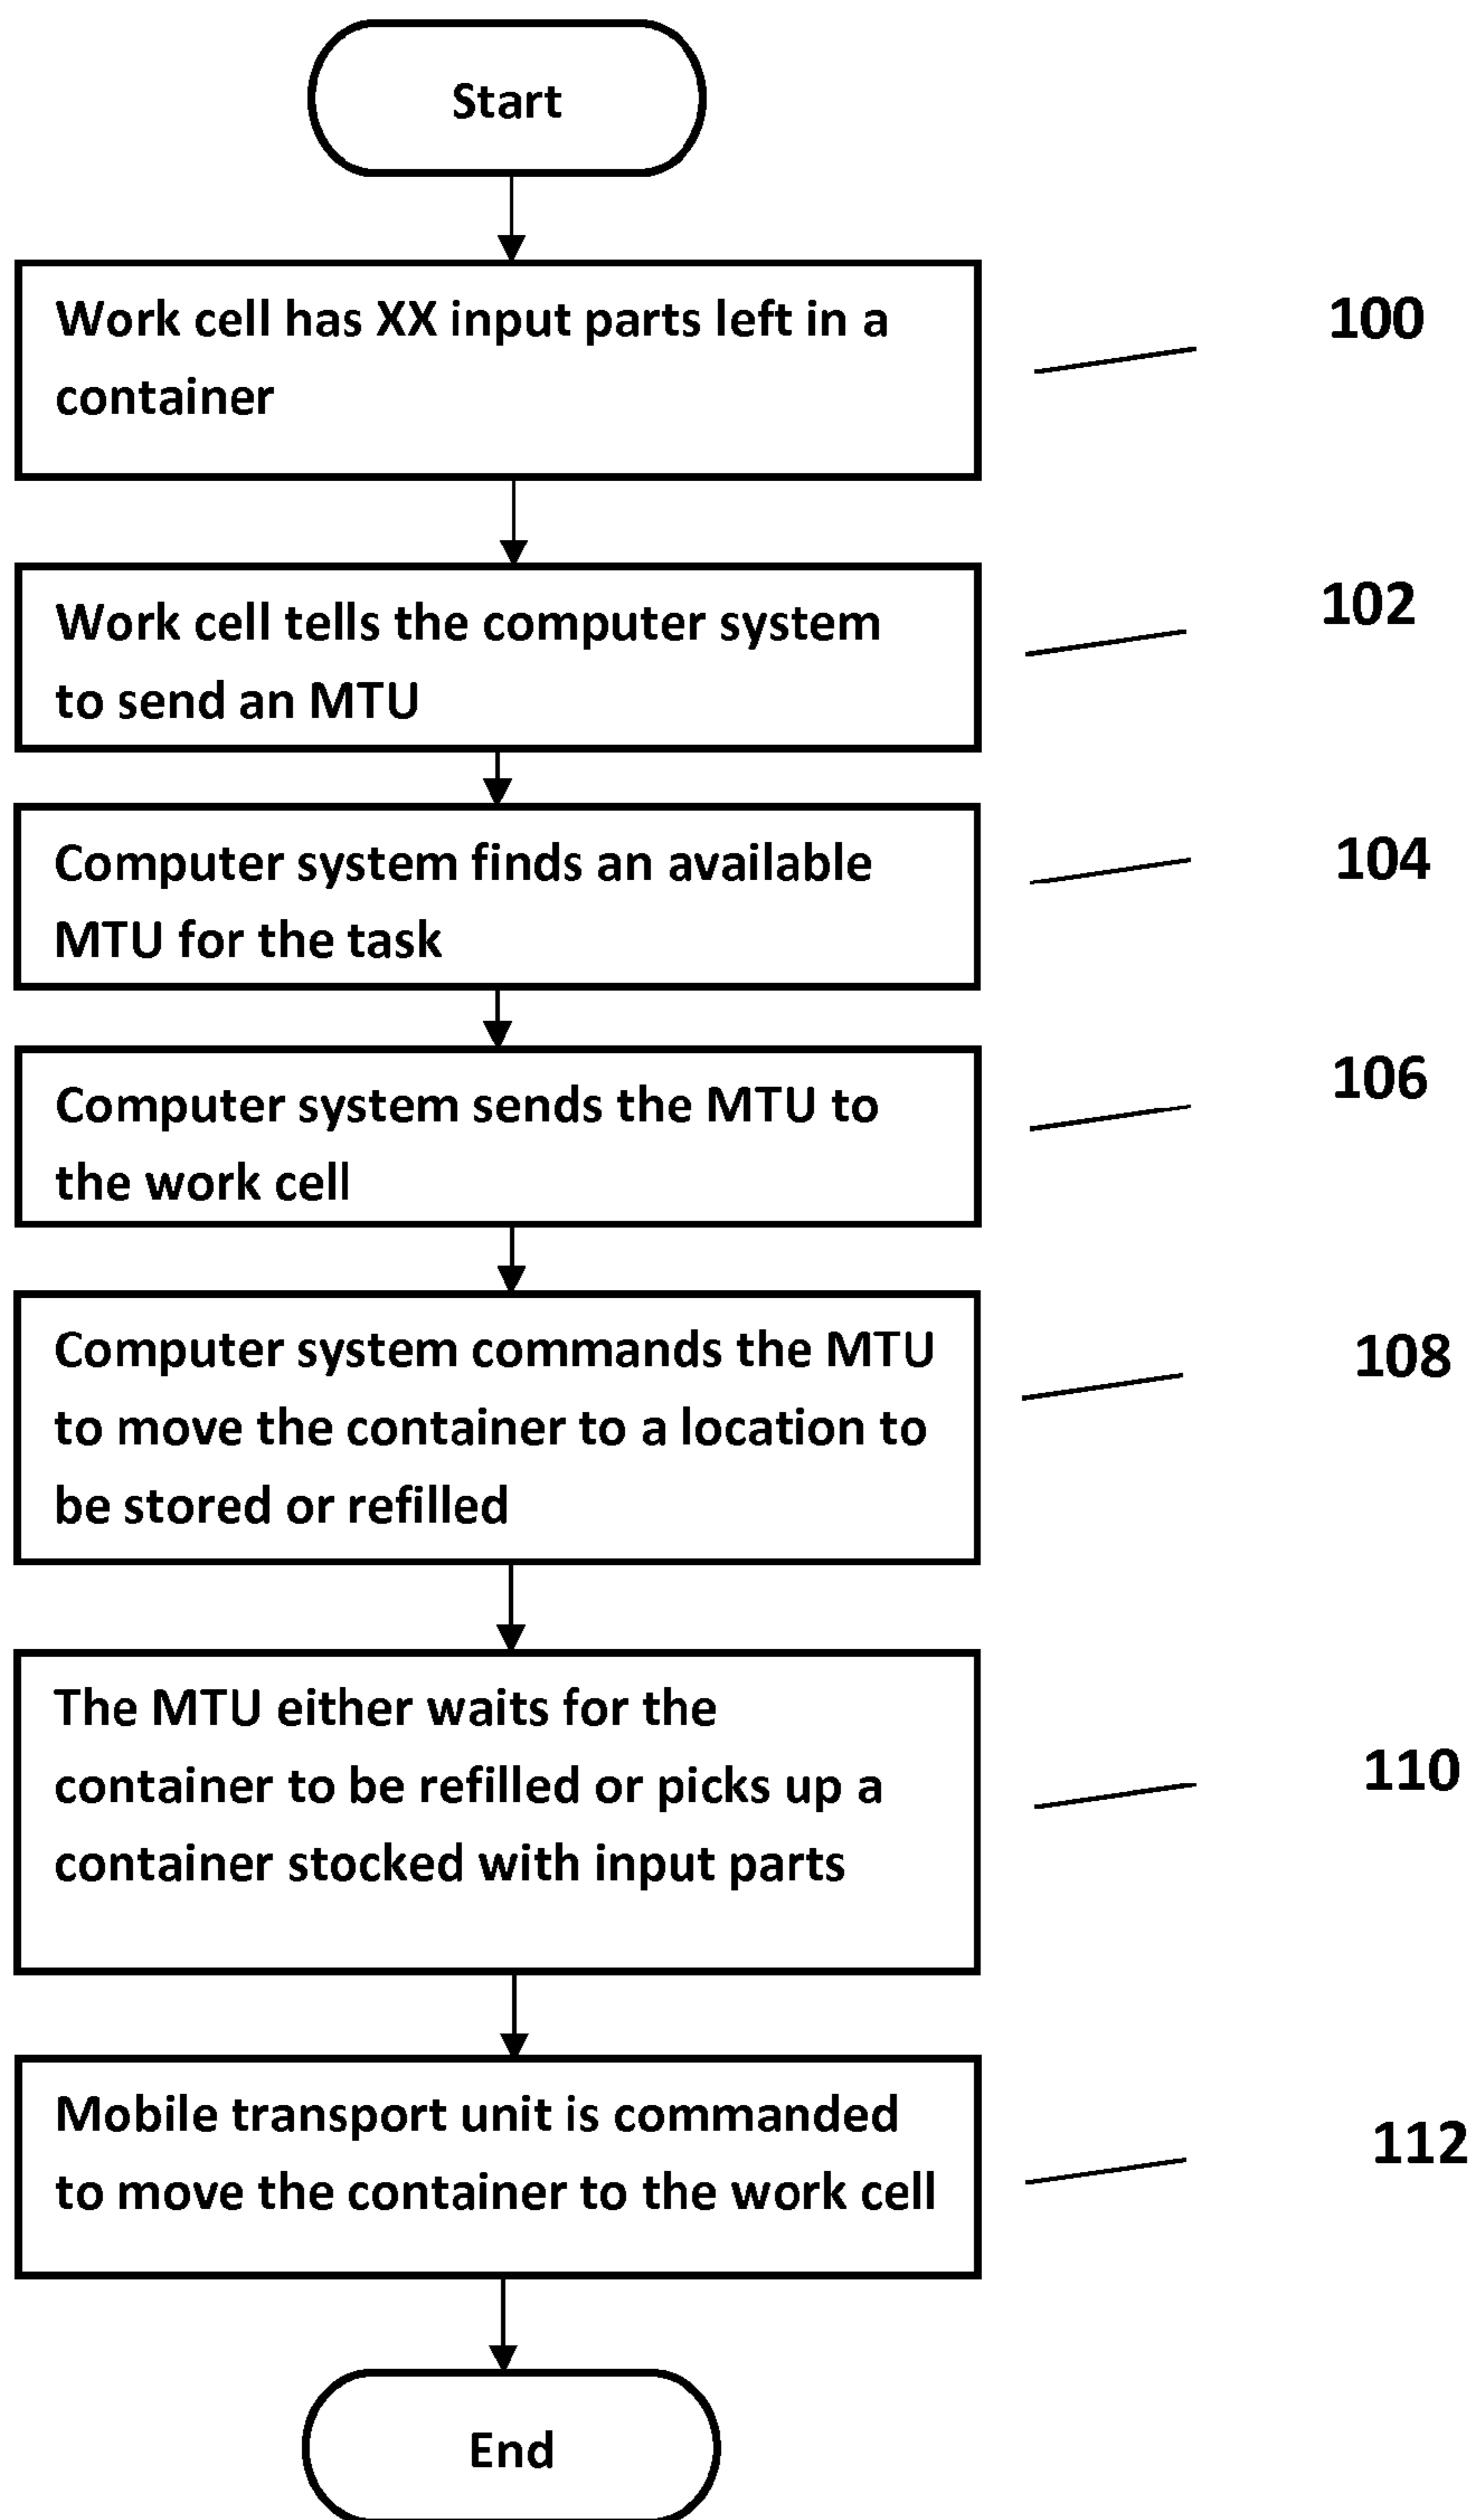 Start
Work cell has XX input parts left in a
container
100
Work cell tells the computer system
to send an MTU
102
Computer system finds an available
MTU for the task
104
Computer system sends the MTU to
the work cell
106
Computer system commands the MTU
to move the container to a location to
be stored or refilled
108
The MTU either waits for the
container to be refilled or picks up a
container stocked with input parts
110
Mobile transport unit is commanded
to move the container to the work cell
112
End